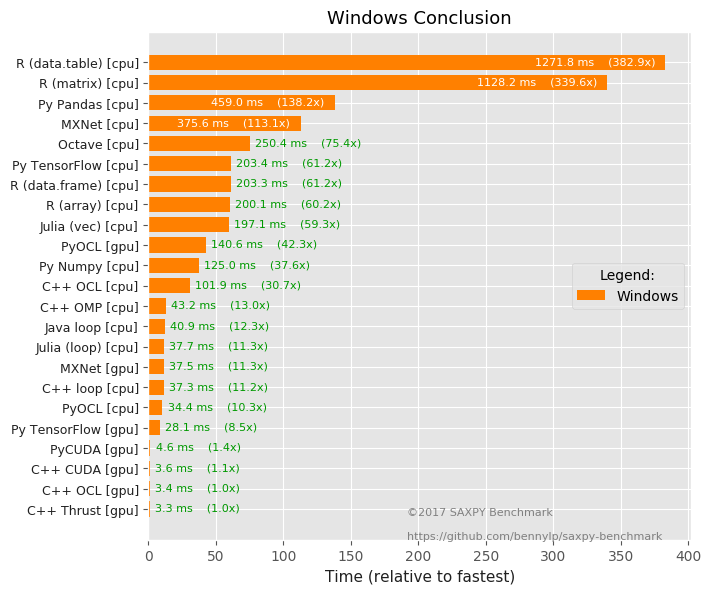 Windows Conclusion
R (data.table) [cpu] 1271.8 ms (382.9x)
R (matrix) [cpu] 1128.2 ms (339.6x)
Py Pandas [cpu] 459.0 ms (138.2x)
MXNet [cpu] 375.6 ms (113.1x)
Octave [cpu] 250.4 ms (75.4x)
Py TensorFlow [cpu] 203.4 ms (61.2x)
R (data.frame) [cpu] 203.3 ms (61.2x)
R (array) [cpu] 200.1 ms (60.2x)
Julia (vec) [cpu] 197.1 ms (59.3x)
PyOCL [gpu] 140.6 ms (42.3x)
Py Numpy [cpu] 125.0 ms (37.6x)
Legend:
C++ OCL [cpu] 101.9 ms (30.7x)
Windows
C++ OMP [cpu] 43.2 ms (13.0x)
Java loop [cpu] 40.9 ms (12.3x)
Julia (loop) [cpu] 37.7 ms (11.3x)
MXNet [gpu] 37.5 ms (11.3x)
C++ loop [cpu] 37.3 ms (11.2x)
PyOCL [cpu] 34.4 ms (10.3x)
Py TensorFlow [gpu] 28.1 ms (8.5x)
PyCUDA [gpu] 4.6 ms (1.4x)
C++ CUDA [gpu] 3.6 ms (1.1x)
C++ OCL [gpu] 3.4 ms (1.0x)
C++ Thrust [gpu] 3.3 ms (1.0x)
©2017 SAXPY Benchmark
https://github.com/bennylp/saxpy-benchmark
0 50 100 150 200 250 300 350 400
Time (relative to fastest)